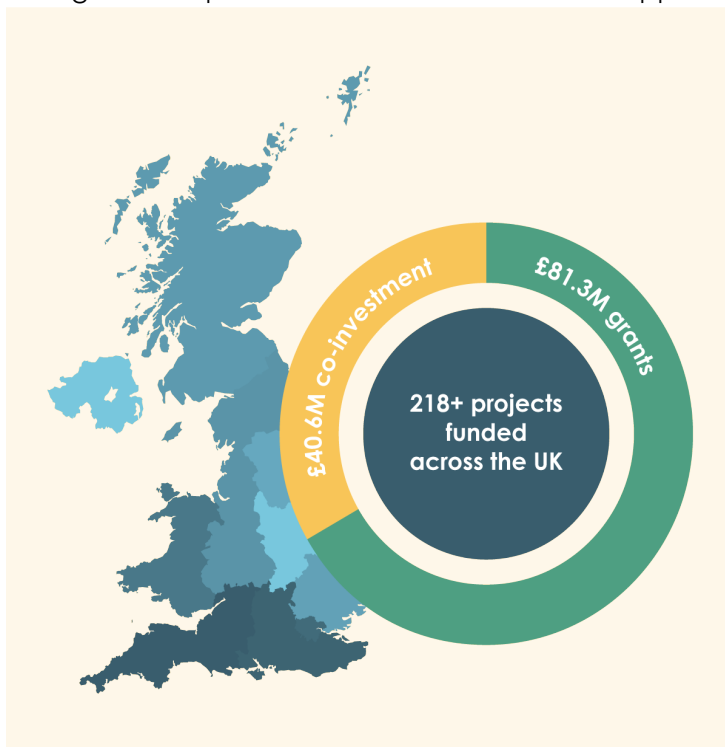 £40.6M co-investment
£81.3M grants
218+ projects
funded
across the UK